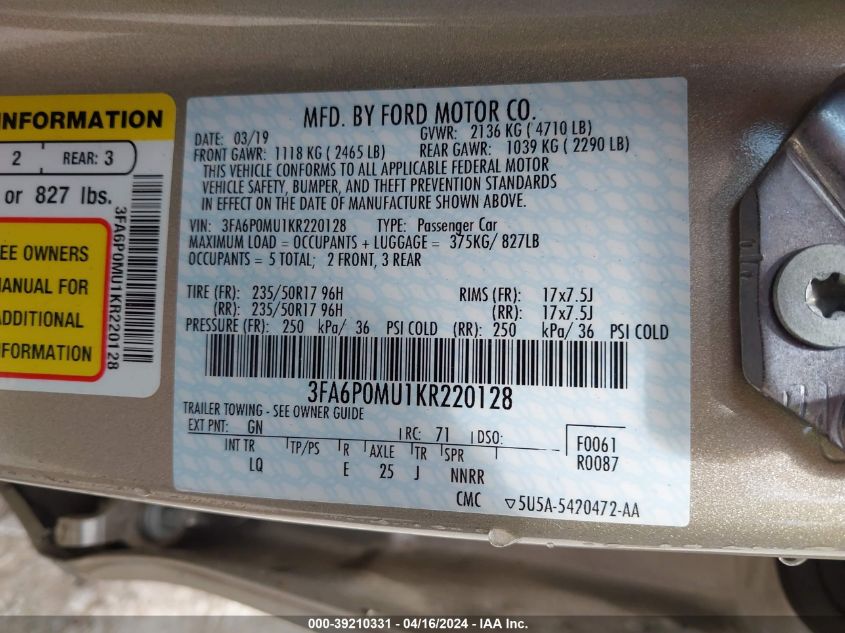 INFORMATION
2 REAR: 3
or 827 lbs.
EE OWNERS
MANUAL FOR
ADDITIONAL
NFORMATION
3FA6P0MU1KR220128
MFD. BY FORD MOTOR CO.
DATE: 03/19 GVWR: 2136 KG ( 4710 LB)
FRONT GAWR: 1118 KG ( 2465 LB) REAR GAWR: 1039 KG ( 2290 LB)
THIS VEHICLE CONFORMS TO ALL APPLICABLE FEDERAL MOTOR
VEHICLE SAFETY, BUMPER, AND THEFT PREVENTION STANDARDS
IN EFFECT ON THE DATE OF MANUFACTURE SHOWN ABOVE.
VIN: 3FA6P0MU1KR220128 TYPE: Passenger Car
MAXIMUM LOAD = OCCUPANTS + LUGGAGE = 375KG/ 827LB
OCCUPANTS = 5 TOTAL; 2 FRONT, 3 REAR
TIRE (FR): 235/50R17 96H RIMS (FR): 17x7.5J
(RR): 235/50R17 96H (RR): 17x7.5J
PRESSURE (FR): 250 kPa/ 36 PSI COLD (RR): 250 kPa/ 36 PSI COLD
3FA6P0MU1KR220128
TRAILER TOWING - SEE OWNER GUIDE
EXT PNT: GN RC: 71 DSO: F0061
INT TR TP/PS R AXLE TR SPR R0087
LQ E 25 J NNRR
CMC ▽5U5A-5420472-AA
000-39210331 - 04/16/2024 - IAA Inc.